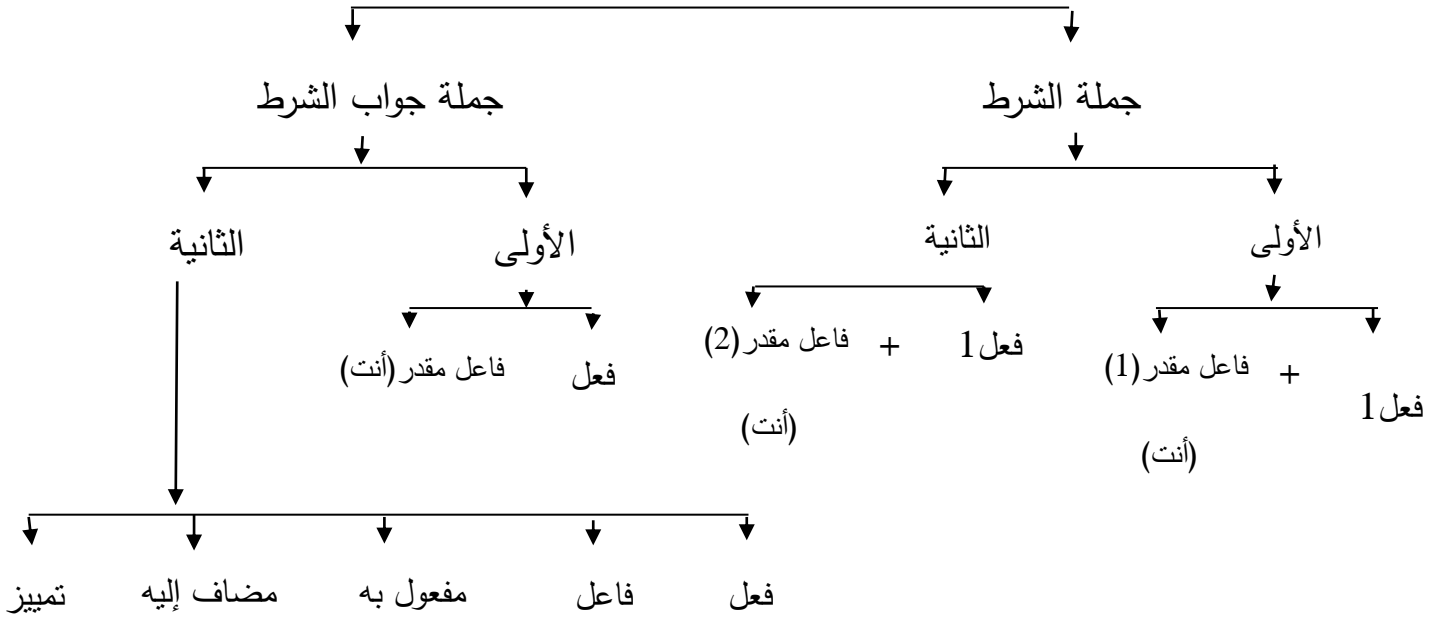 جملة الشرط جملة جواب الشرط
الأولى الثانية الأولى الثانية
فعل1 + فاعل مقدر(1) فعل1 + فاعل مقدر(2) فعل فاعل مقدر(أنت)
(أنت) (أنت)
فعل فاعل مفعول به مضاف إليه تمييز